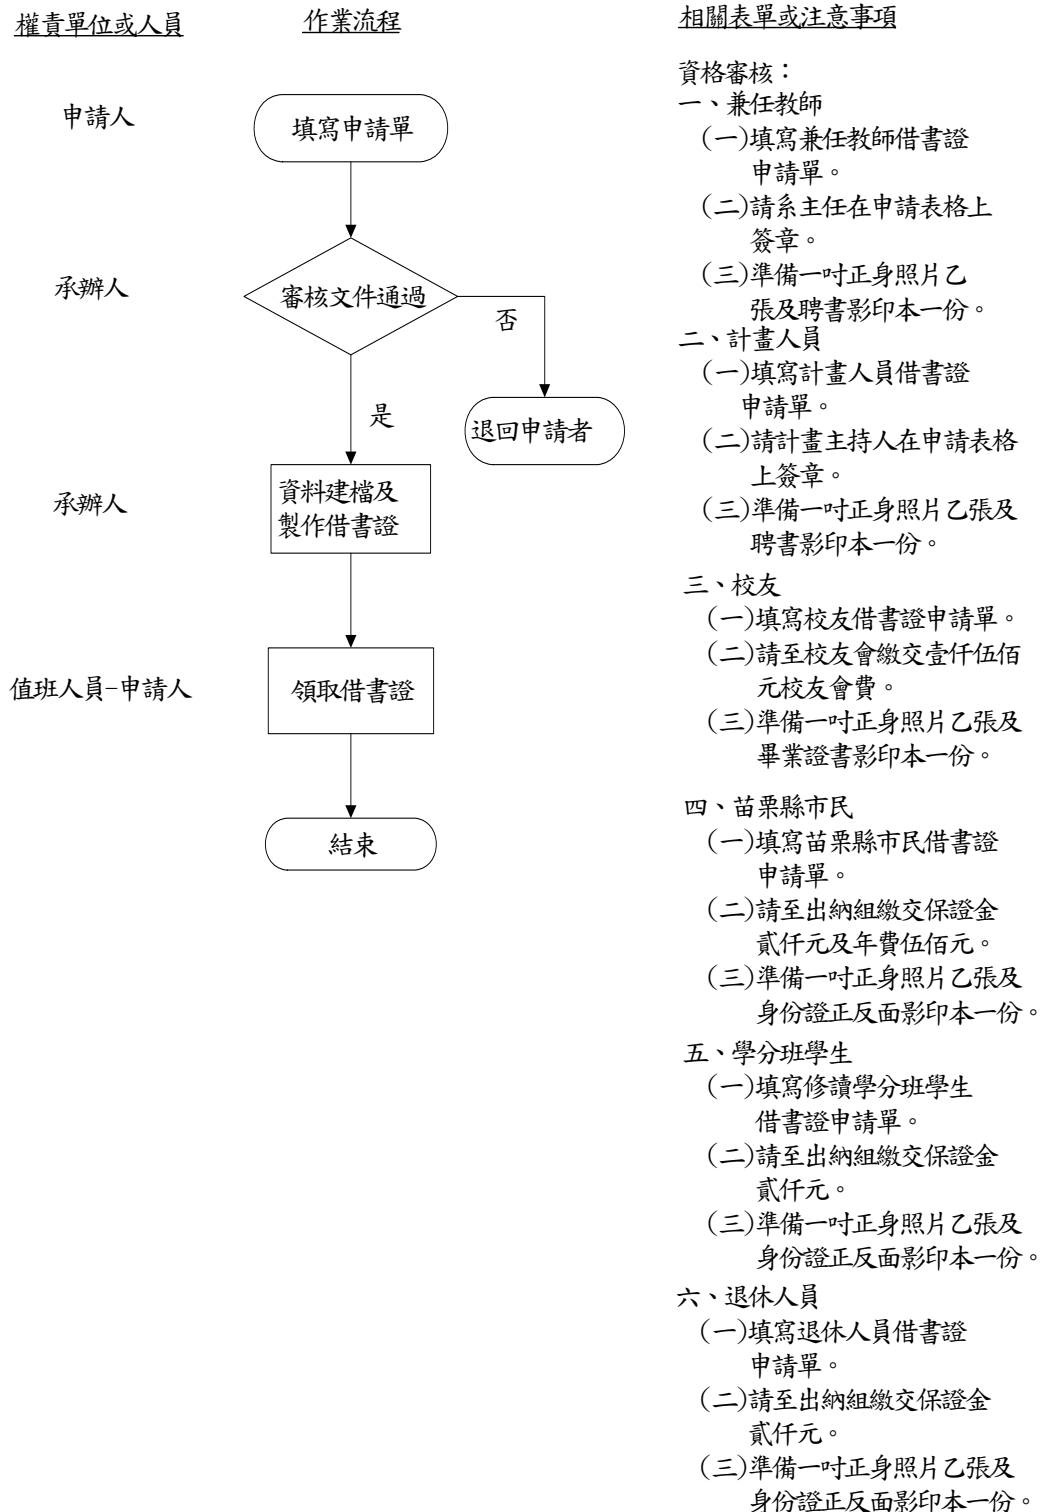 權責單位或人員
作業流程
相關表單或注意事項
申請人
填寫申請單
承辦人
審核文件通過
否
是
退回申請者
承辦人
資料建檔及
製作借書證
值班人員-申請人
領取借書證
結束
資格審核：
一、兼任教師
(一)填寫兼任教師借書證
申請單。
(二)請系主任在申請表格上
簽章。
(三)準備一吋正身照片乙
張及聘書影印本一份。
二、計畫人員
(一)填寫計畫人員借書證
申請單。
(二)請計畫主持人在申請表格
上簽章。
(三)準備一吋正身照片乙張及
聘書影印本一份。
三、校友
(一)填寫校友借書證申請單。
(二)請至校友會繳交壹仟伍佰
元校友會費。
(三)準備一吋正身照片乙張及
畢業證書影印本一份。
四、苗栗縣市民
(一)填寫苗栗縣市民借書證
申請單。
(二)請至出納組繳交保證金
貳仟元及年費伍佰元。
(三)準備一吋正身照片乙張及
身份證正反面影印本一份。
五、學分班學生
(一)填寫修讀學分班學生
借書證申請單。
(二)請至出納組繳交保證金
貳仟元。
(三)準備一吋正身照片乙張及
身份證正反面影印本一份。
六、退休人員
(一)填寫退休人員借書證
申請單。
(二)請至出納組繳交保證金
貳仟元。
(三)準備一吋正身照片乙張及
身份證正反面影印本一份。